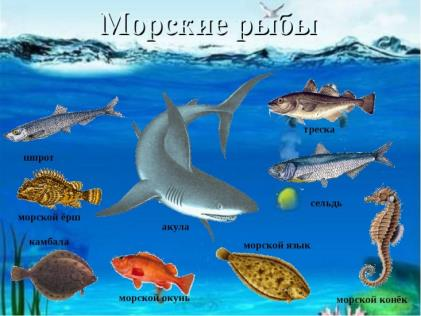 Морские рыбы
треска
шпрот
сельдь
морской ёрш
акула
камбала
морской язык
морской окунь
морской конёк